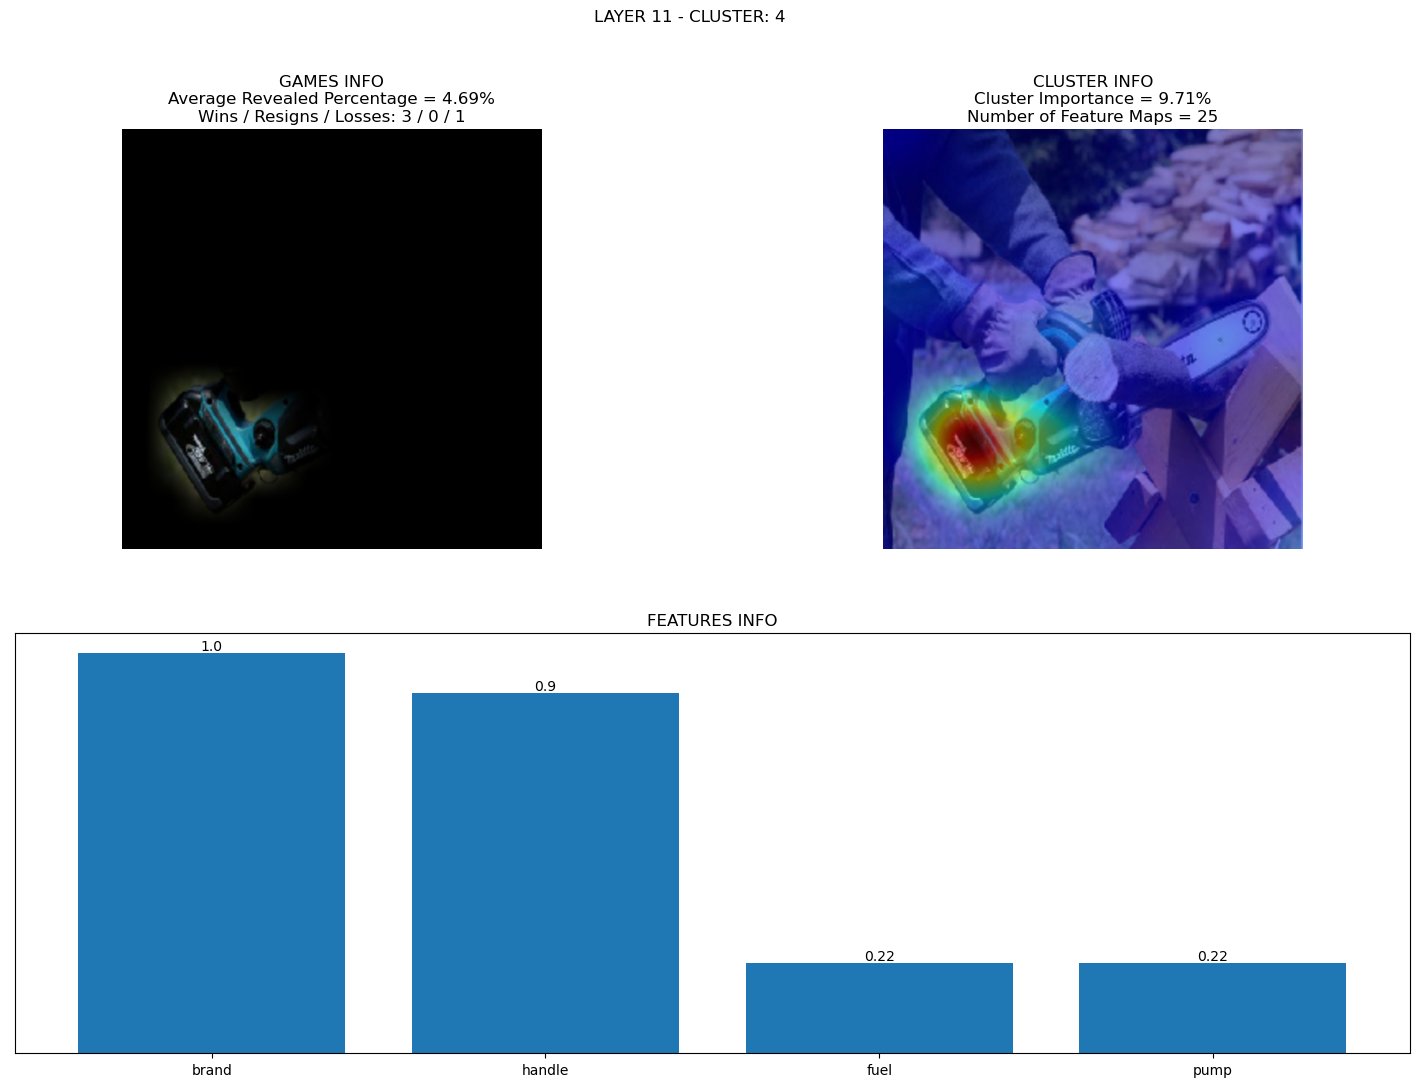 LAYER 11 - CLUSTER: 4
GAMES INFO
Average Revealed Percentage = 4.69%
Wins / Resigns / Losses: 3 / 0 / 1
CLUSTER INFO
Cluster Importance = 9.71%
Number of Feature Maps = 25
FEATURES INFO
1.0
0.9
0.22
0.22
brand
handle
fuel
pump